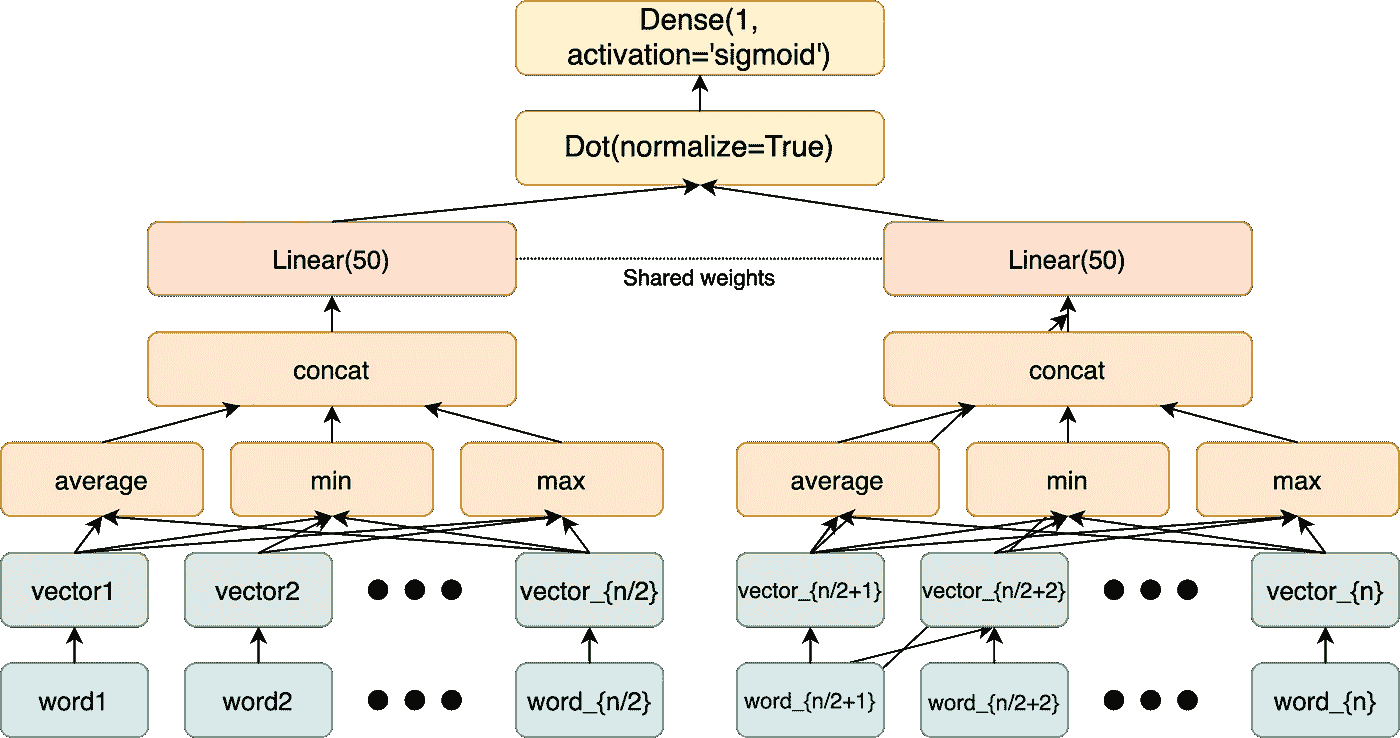 Dense(1,
activation='sigmoid')
Dot(normalize=True)
Linear(50)
Shared weights
Linear(50)
concat
concat
average
min
max
average
min
max
vector1
vector2
vector_{n/2}
vector_{n/2+1}
vector_{n/2+2}
vector_{n}
word1
word2
word_{n/2}
word_{n/2+1}
word_{n/2+2}
word_{n}